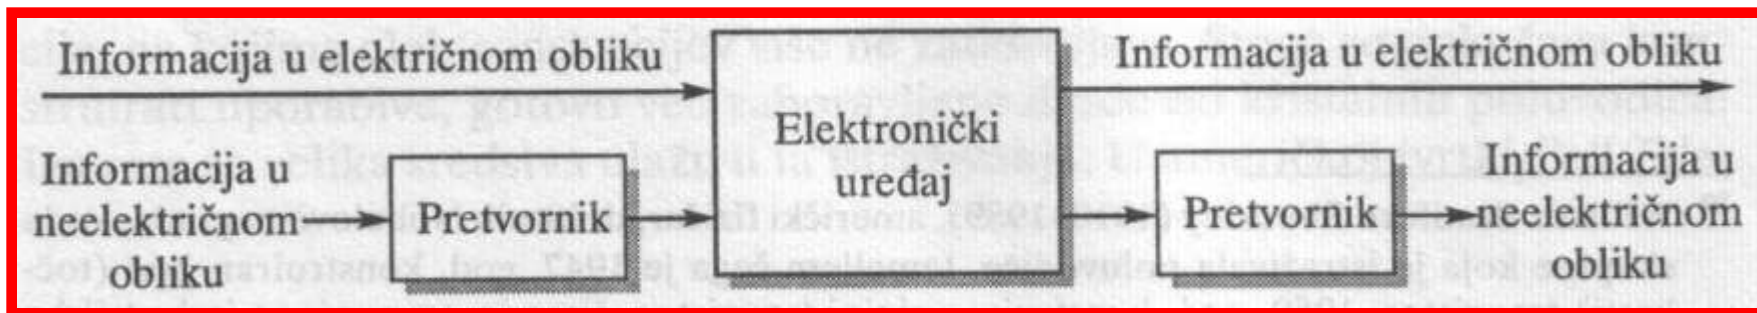 Informacija u električnom obliku
Informacija u električnom obliku
Elektronički
uređaj
Informacija u
neelektričnom
obliku
Pretvornik
Pretvornik
Informacija u
neelektričnom
obliku